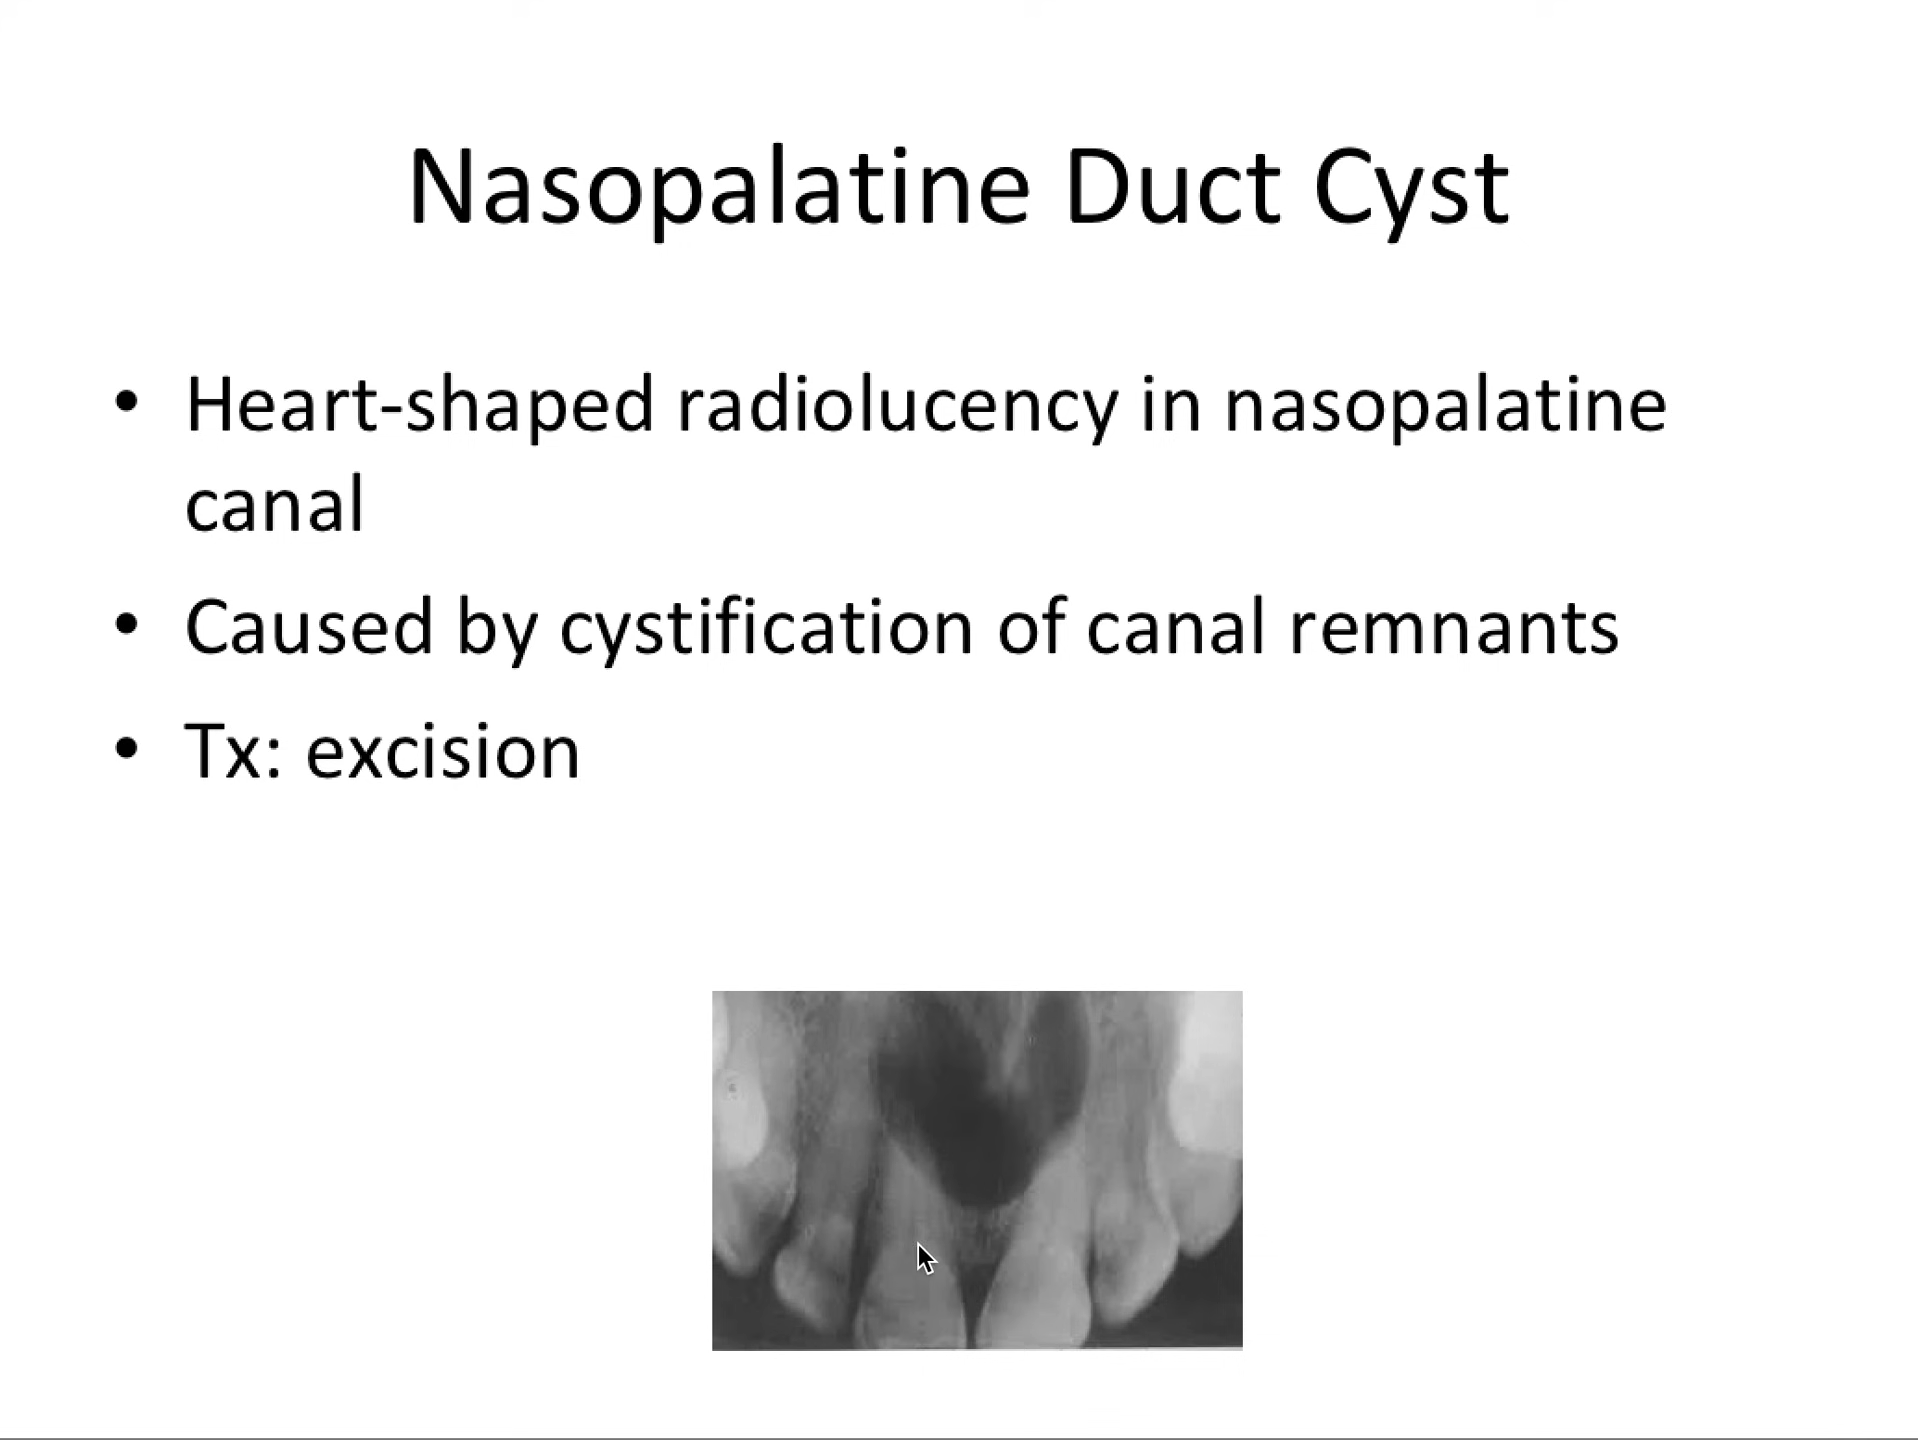 Nasopalatine Duct Cyst
• Heart-shaped radiolucency in nasopalatine
canal
• Caused by cystification of canal remnants
• Tx: excision